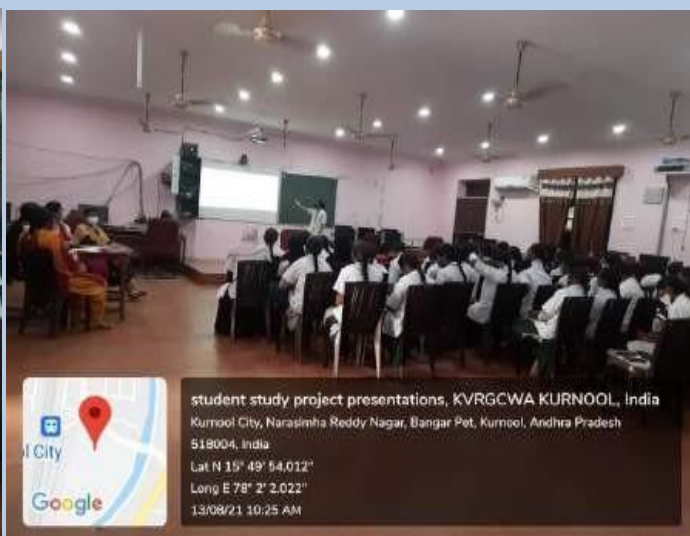 student study project presentations, KVRGCWA KURNOOL, India
Kurnool City, Narasimha Reddy Nagar, Bangar Pet, Kurnool, Andhra Pradesh
518004, India
Lat N 15° 49' 54.012"
Long E 78° 2' 2.022"
13/08/21 10:25 AM
l City
Google